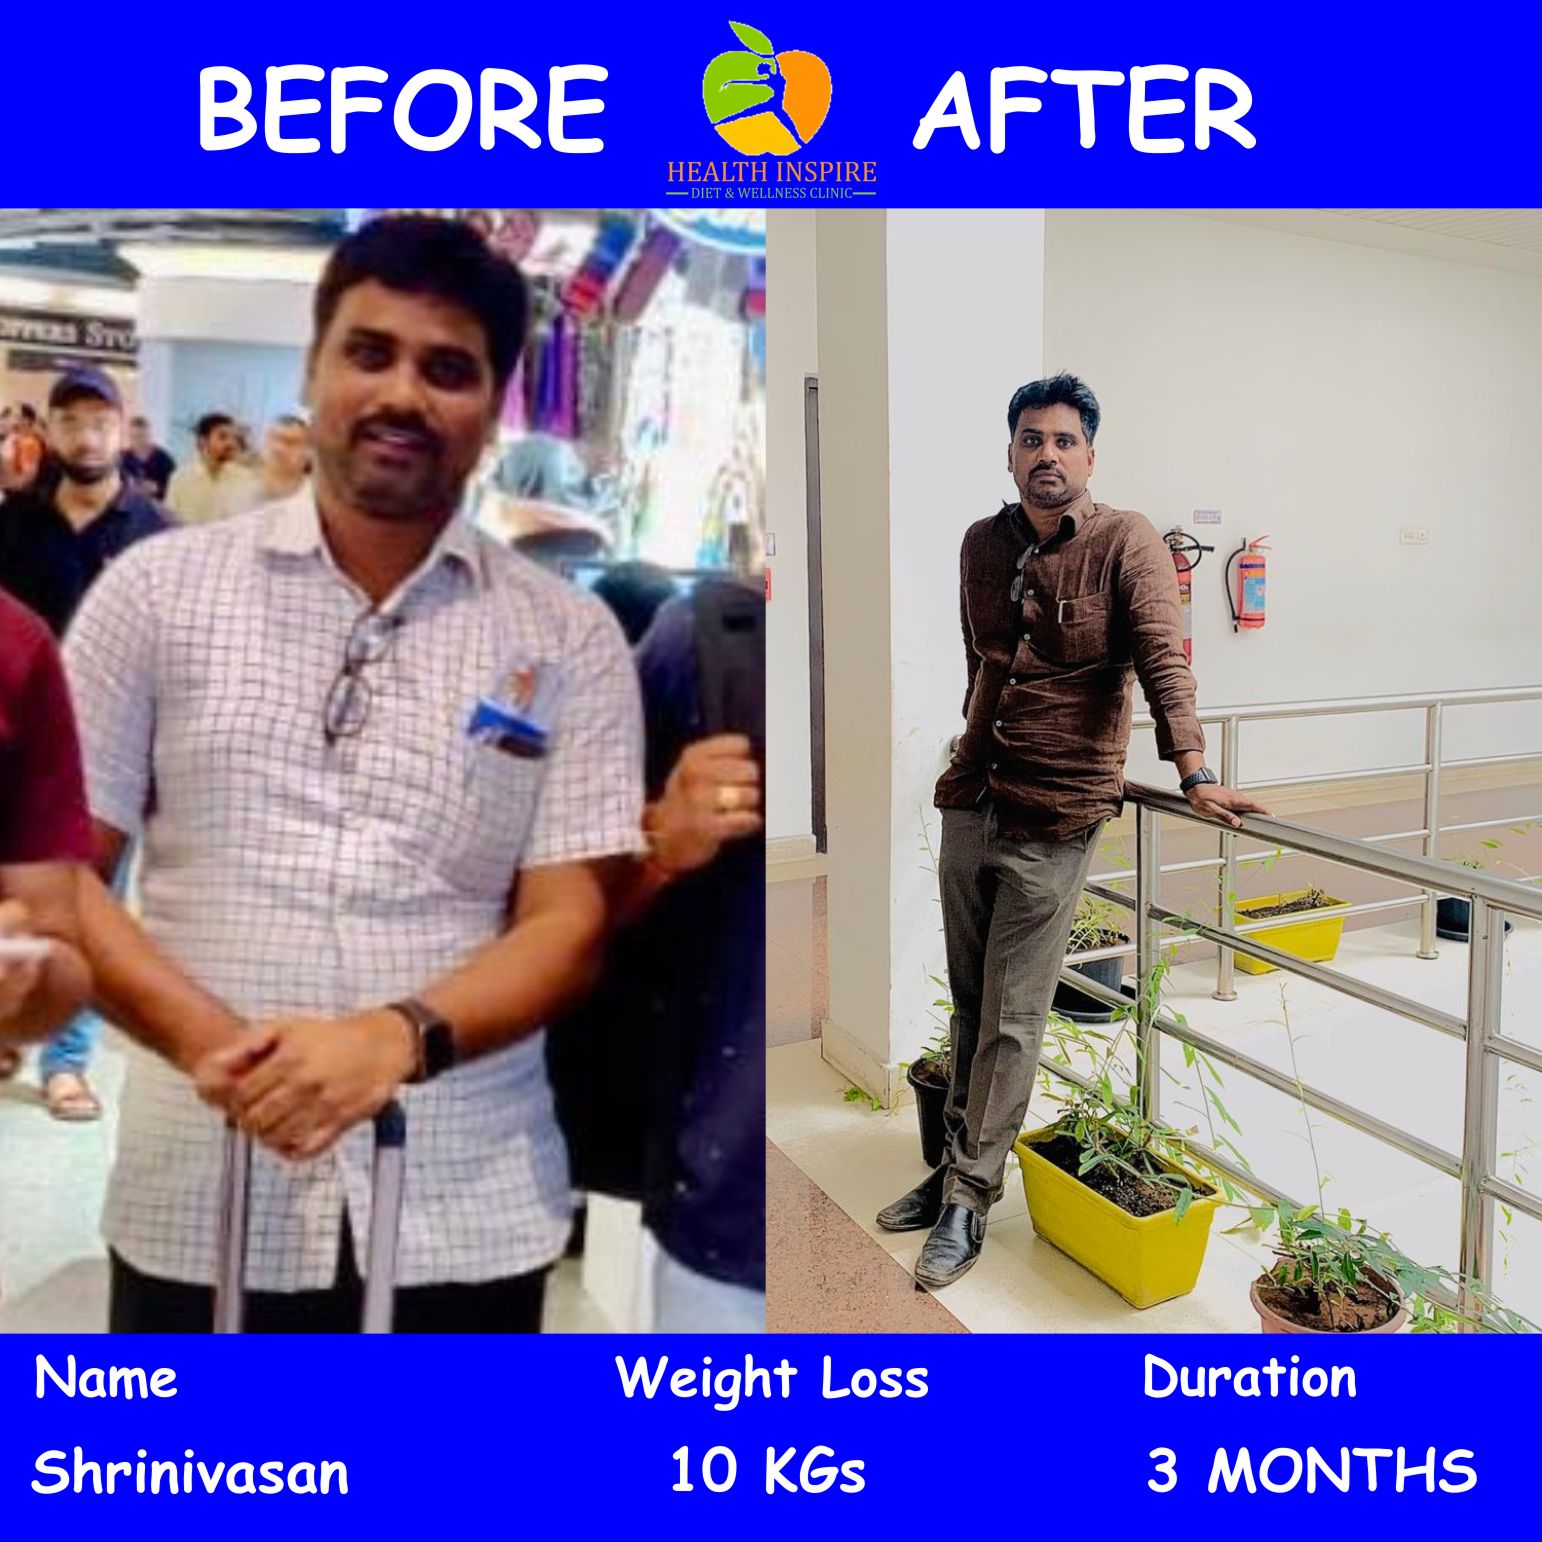 BEFORE
AFTER
HEALTH INSPIRE
DIET & WELLNESS CLINIC
Name
Weight Loss
Duration
Shrinivasan
10 KGs
3 MONTHS